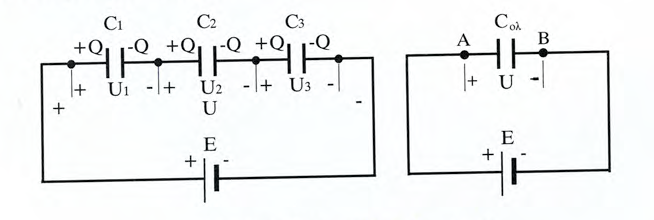 C1 C2 C3
+Q -Q +Q -Q +Q -Q
+ U1 - + U2 - + U3 -
+ U -
E
+ -
Cολ
A B
+ U -
E
+ -